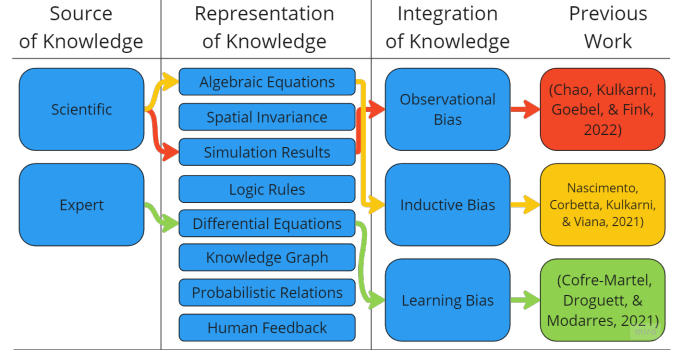 Source
of Knowledge
Representation
of Knowledge
Integration
of Knowledge
Previous
Work
Scientific
Expert
Algebraic Equations
Spatial Invariance
Simulation Results
Logic Rules
Differential Equations
Knowledge Graph
Probabilistic Relations
Human Feedback
Observational
Bias
Inductive Bias
Learning Bias
(Chao, Kulkarni,
Goebel, & Fink,
2022)
Nascimento,
Corbetta, Kulkarni,
& Viana, 2021)
(Cofre-Martel,
Droguett, &
Modarres, 2021)
miro